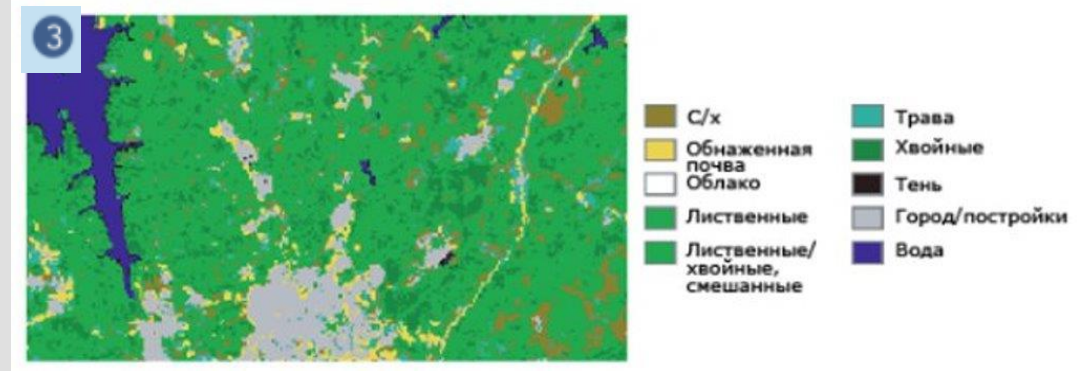 3
С/х
Обнаженная
почва
Облако
Лиственные
Лиственные/
хвойные,
смешанные
Трава
Хвойные
Тень
Город/постройки
Вода